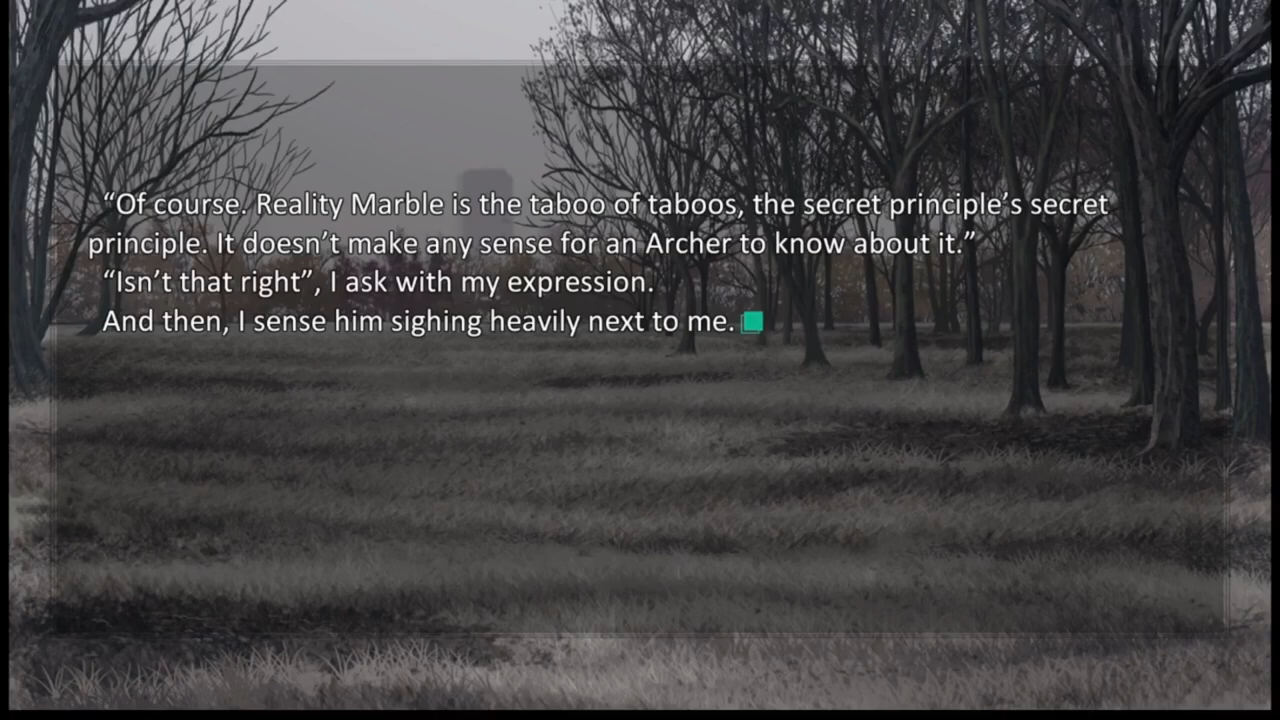 “Of course. Reality Marble is the taboo of taboos, the secret principle’s secret
principle. It doesn’t make any sense for an Archer to know about it.”
“Isn’t that right”, I ask with my expression.
And then, I sense him sighing heavily next to me.